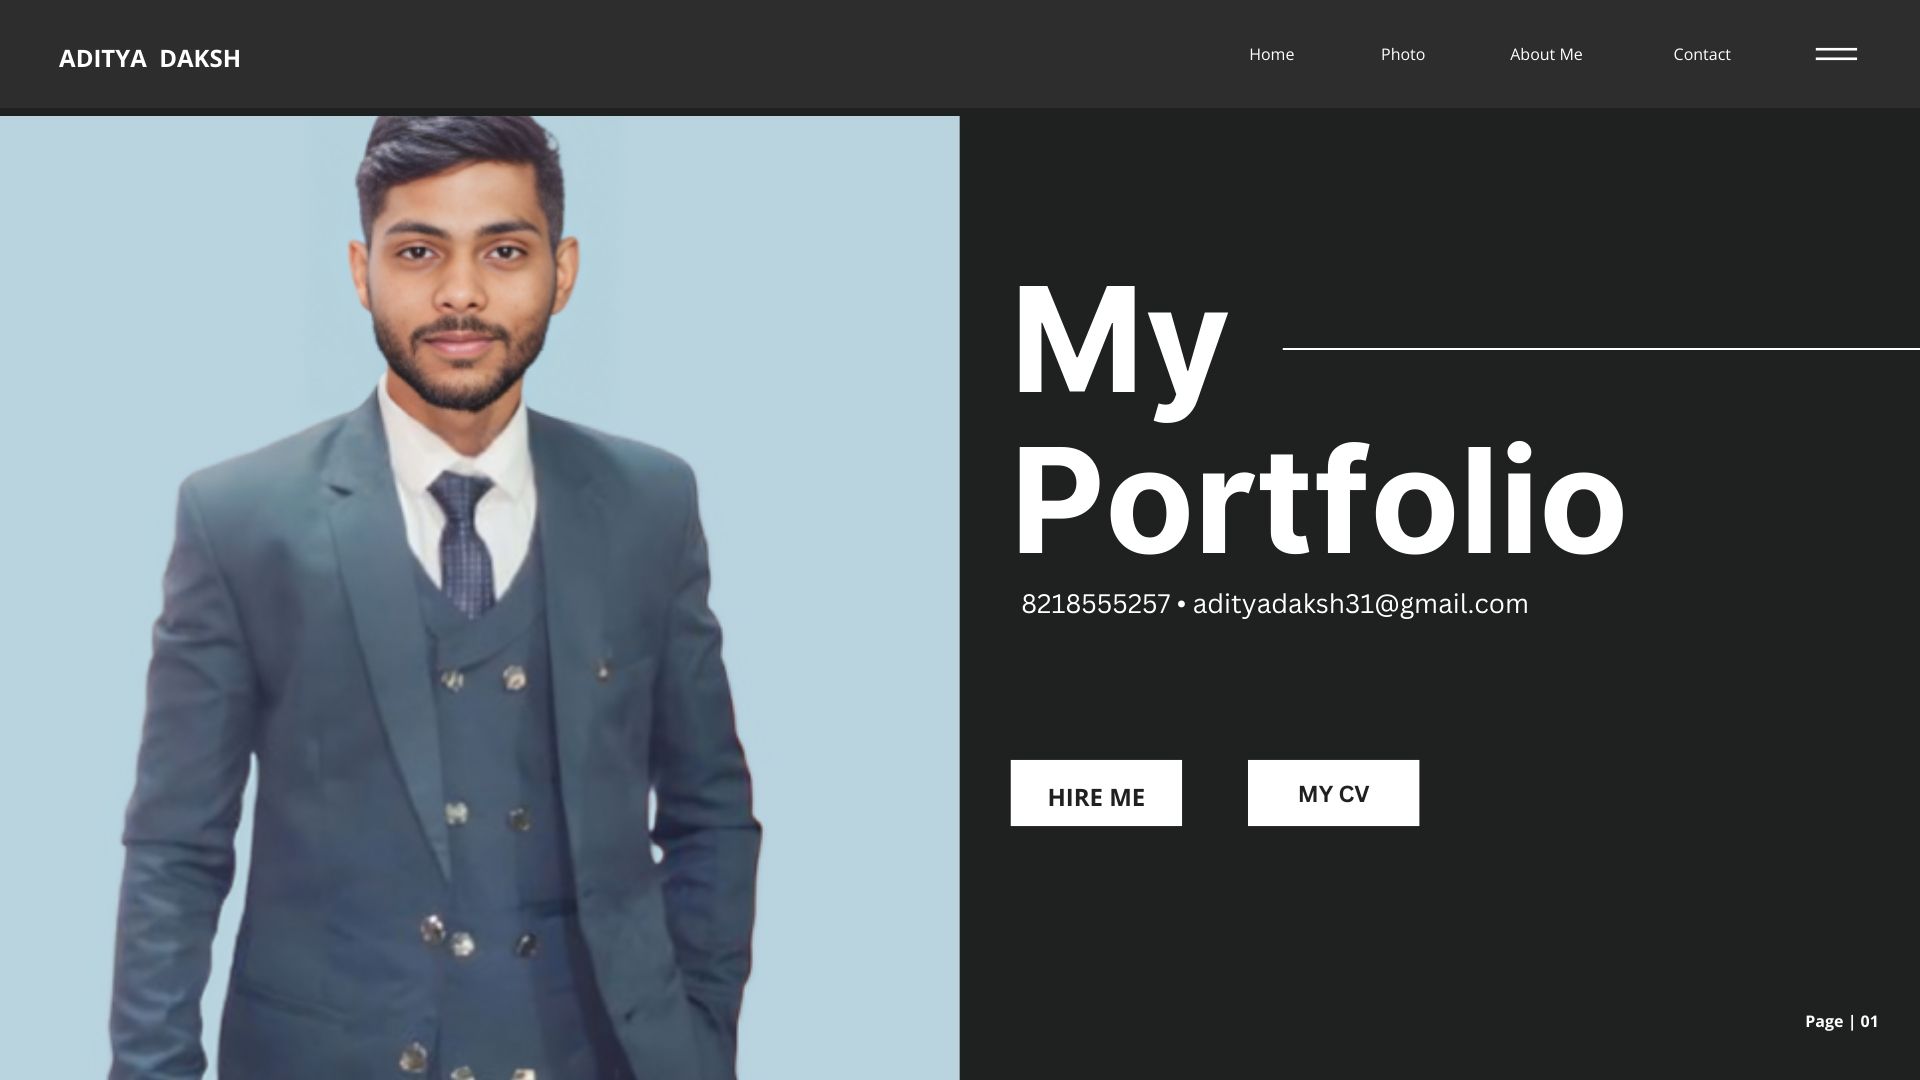 ADITYA DAKSH
Home Photo About Me Contact
My
Portfolio
8218555257 • adityadaksh31@gmail.com
HIRE ME MY CV
Page | 01